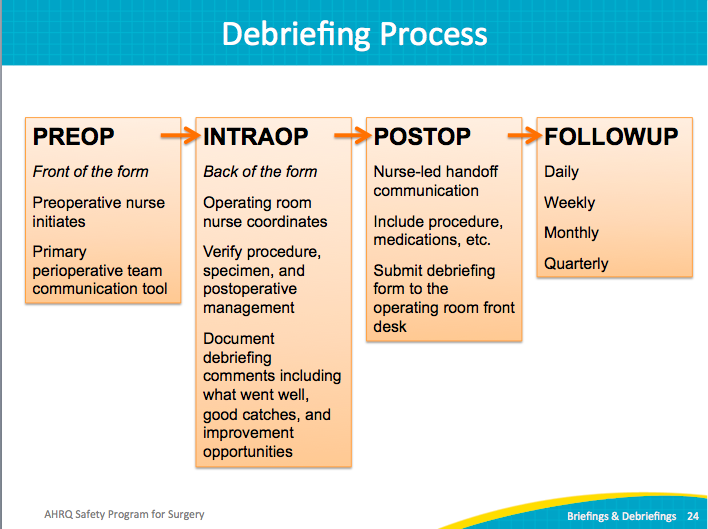 Debriefing Process
PREOP
Front of the form
Preoperative nurse
initiates
Primary
perioperative team
communication tool
INTRAOP
Back of the form
Operating room
nurse coordinates
Verify procedure,
specimen, and
postoperative
management
Document
debriefing
comments including
what went well,
good catches, and
improvement
opportunities
POSTOP
Nurse-led handoff
communication
Include procedure,
medications, etc.
Submit debriefing
form to the
operating room front
desk
FOLLOWUP
Daily
Weekly
Monthly
Quarterly
AHRQ Safety Program for Surgery
Briefings & Debriefings 24